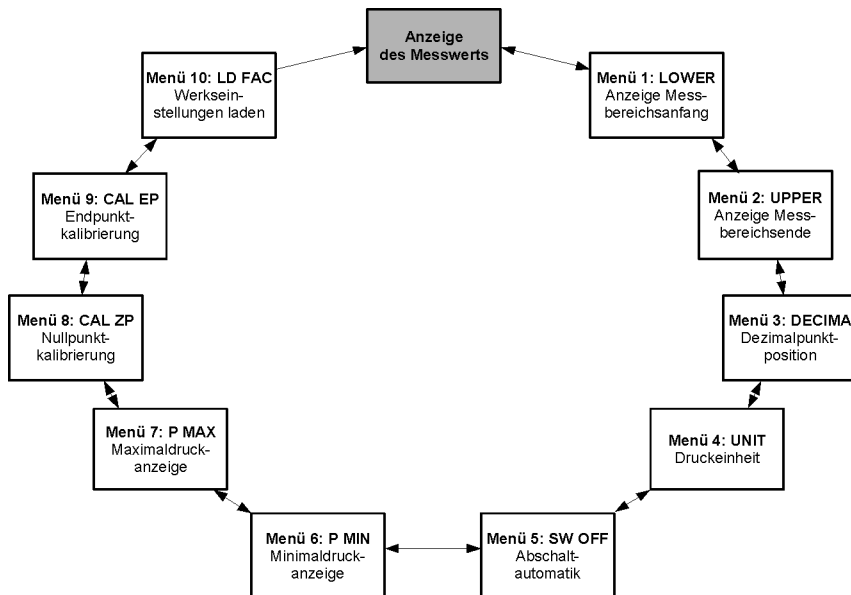 Anzeige
des Messwerts
Menü 1: LOWER
Anzeige Mess-
bereichsanfang
Menü 2: UPPER
Anzeige Mess-
bereichsende
Menü 3: DECIMA
Dezimalpunkt-
position
Menü 4: UNIT
Druckeinheit
Menü 5: SW OFF
Abschalt-
automatik
Menü 6: P MIN
Minimaldruck-
anzeige
Menü 7: P MAX
Maximaldruck-
anzeige
Menü 8: CAL ZP
Nullpunkt-
kalibrierung
Menü 9: CAL EP
Endpunkt-
kalibrierung
Menü 10: LD FAC
Werksein-
stellungen laden